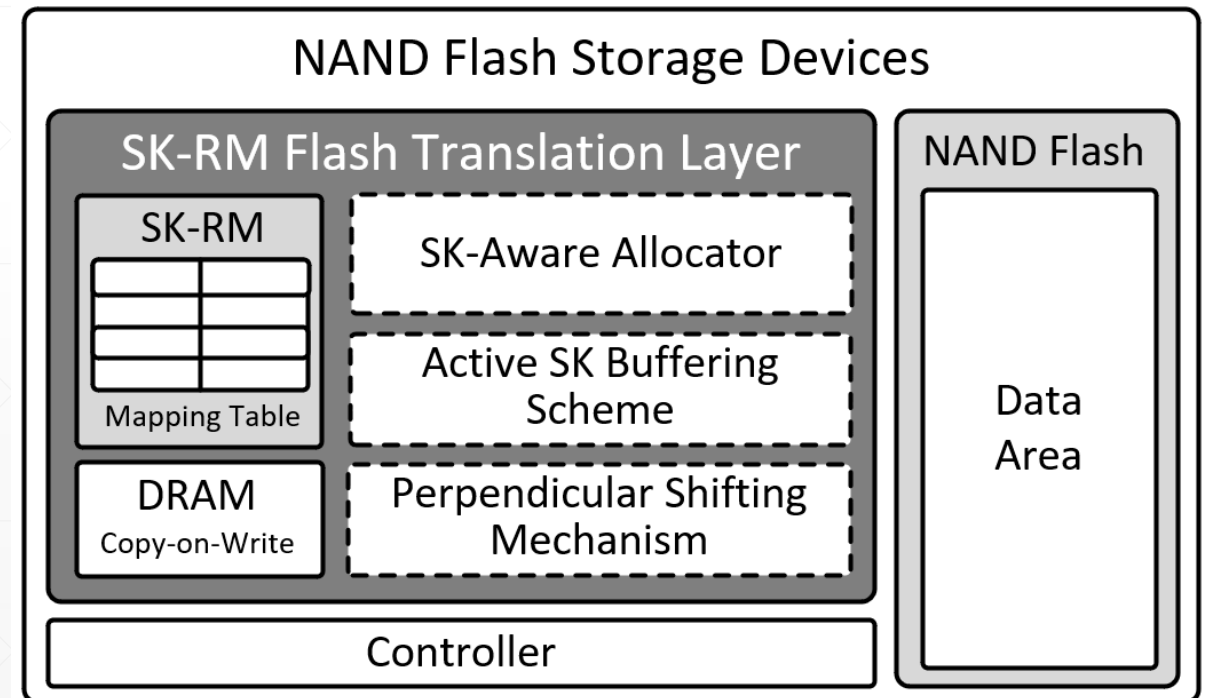 NAND Flash Storage Devices
SK-RM Flash Translation Layer
SK-RM
Mapping Table
DRAM
Copy-on-Write
SK-Aware Allocator
Active SK Buffering
Scheme
Perpendicular Shifting
Mechanism
Controller
NAND Flash
Data
Area